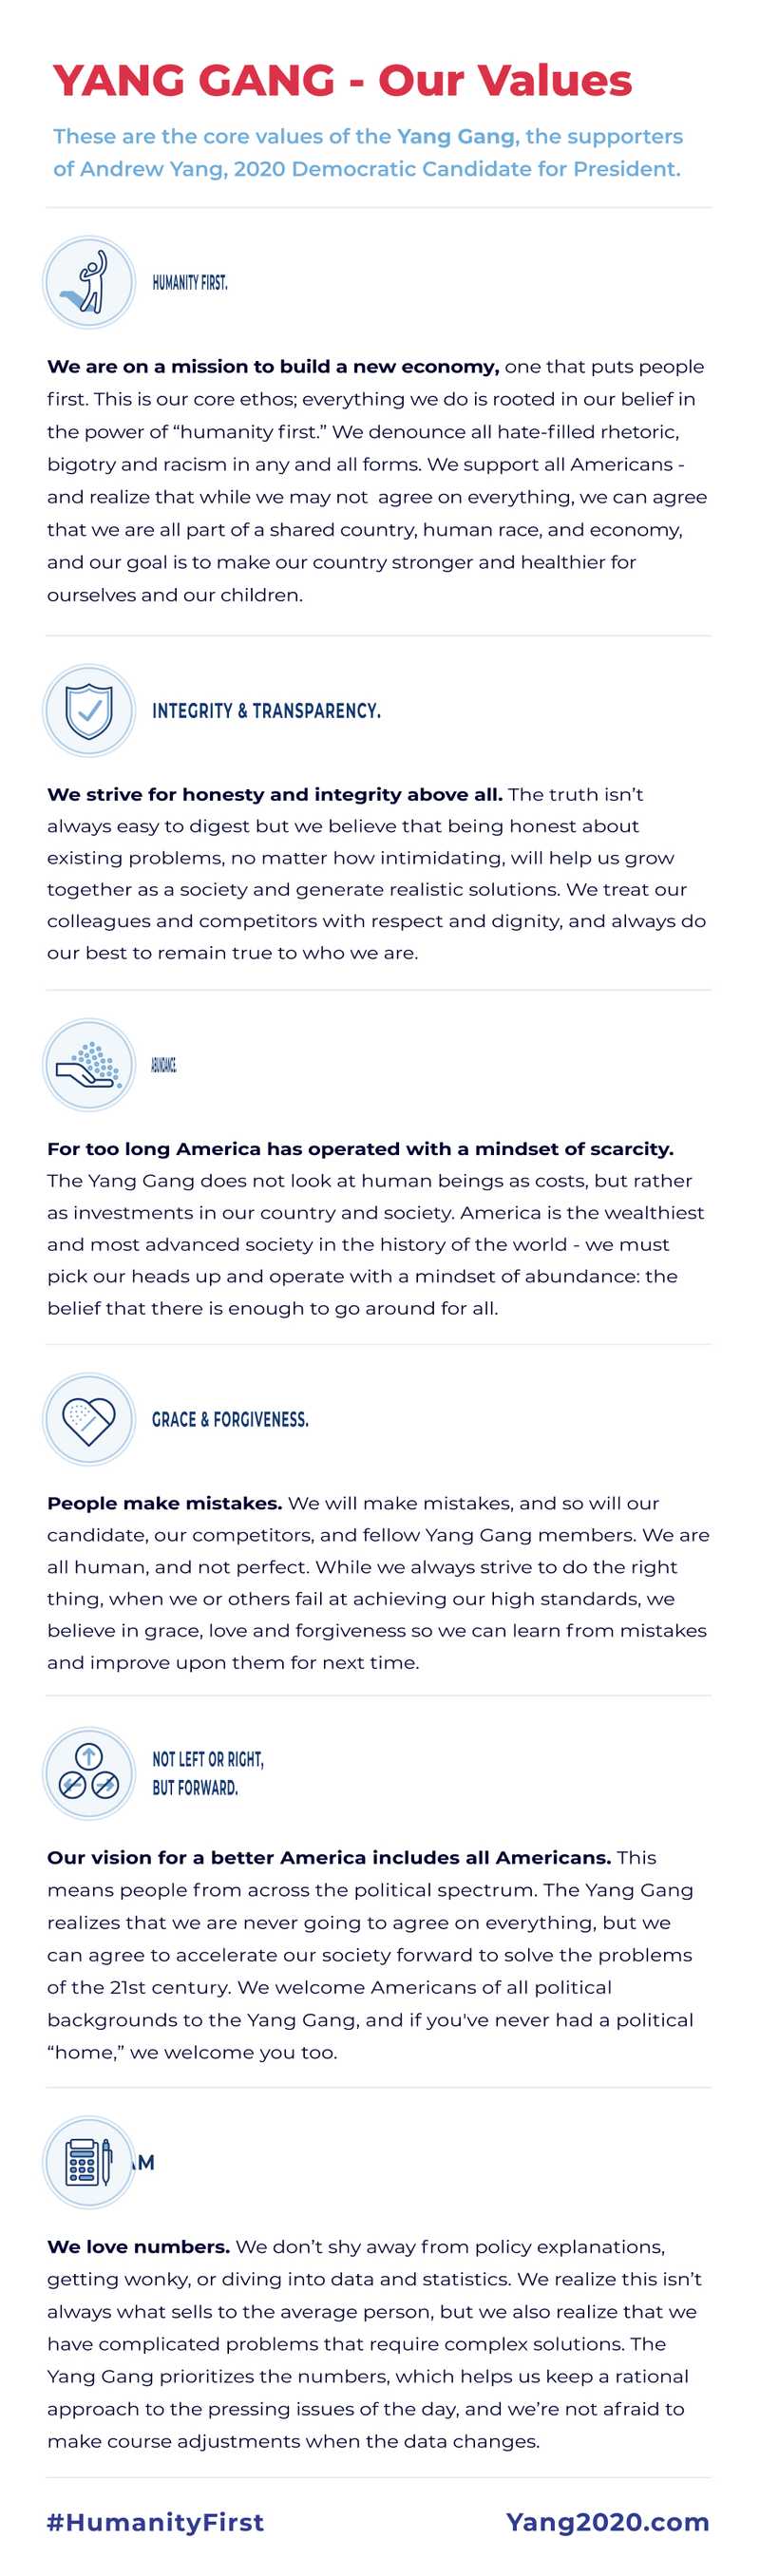 YANG GANG - Our Values
These are the core values of the Yang Gang, the supporters
of Andrew Yang, 2020 Democratic Candidate for President.
HUMANITY FIRST.
We are on a mission to build a new economy, one that puts people
first. This is our core ethos; everything we do is rooted in our belief in
the power of “humanity first.” We denounce all hate-filled rhetoric,
bigotry and racism in any and all forms. We support all Americans -
and realize that while we may not agree on everything, we can agree
that we are all part of a shared country, human race, and economy,
and our goal is to make our country stronger and healthier for
ourselves and our children.
INTEGRITY & TRANSPARENCY.
We strive for honesty and integrity above all. The truth isn’t
always easy to digest but we believe that being honest about
existing problems, no matter how intimidating, will help us grow
together as a society and generate realistic solutions. We treat our
colleagues and competitors with respect and dignity, and always do
our best to remain true to who we are.
ABUNDANCE.
For too long America has operated with a mindset of scarcity.
The Yang Gang does not look at human beings as costs, but rather
as investments in our country and society. America is the wealthiest
and most advanced society in the history of the world - we must
pick our heads up and operate with a mindset of abundance: the
belief that there is enough to go around for all.
GRACE & FORGIVENESS.
People make mistakes. We will make mistakes, and so will our
candidate, our competitors, and fellow Yang Gang members. We are
all human, and not perfect. While we always strive to do the right
thing, when we or others fail at achieving our high standards, we
believe in grace, love and forgiveness so we can learn from mistakes
and improve upon them for next time.
NOT LEFT OR RIGHT,
BUT FORWARD.
Our vision for a better America includes all Americans. This
means people from across the political spectrum. The Yang Gang
realizes that we are never going to agree on everything, but we
can agree to accelerate our society forward to solve the problems
of the 21st century. We welcome Americans of all political
backgrounds to the Yang Gang, and if you've never had a political
“home,” we welcome you too.
We love numbers. We don’t shy away from policy explanations,
getting wonky, or diving into data and statistics. We realize this isn’t
always what sells to the average person, but we also realize that we
have complicated problems that require complex solutions. The
Yang Gang prioritizes the numbers, which helps us keep a rational
approach to the pressing issues of the day, and we’re not afraid to
make course adjustments when the data changes.
#HumanityFirst
Yang2020.com